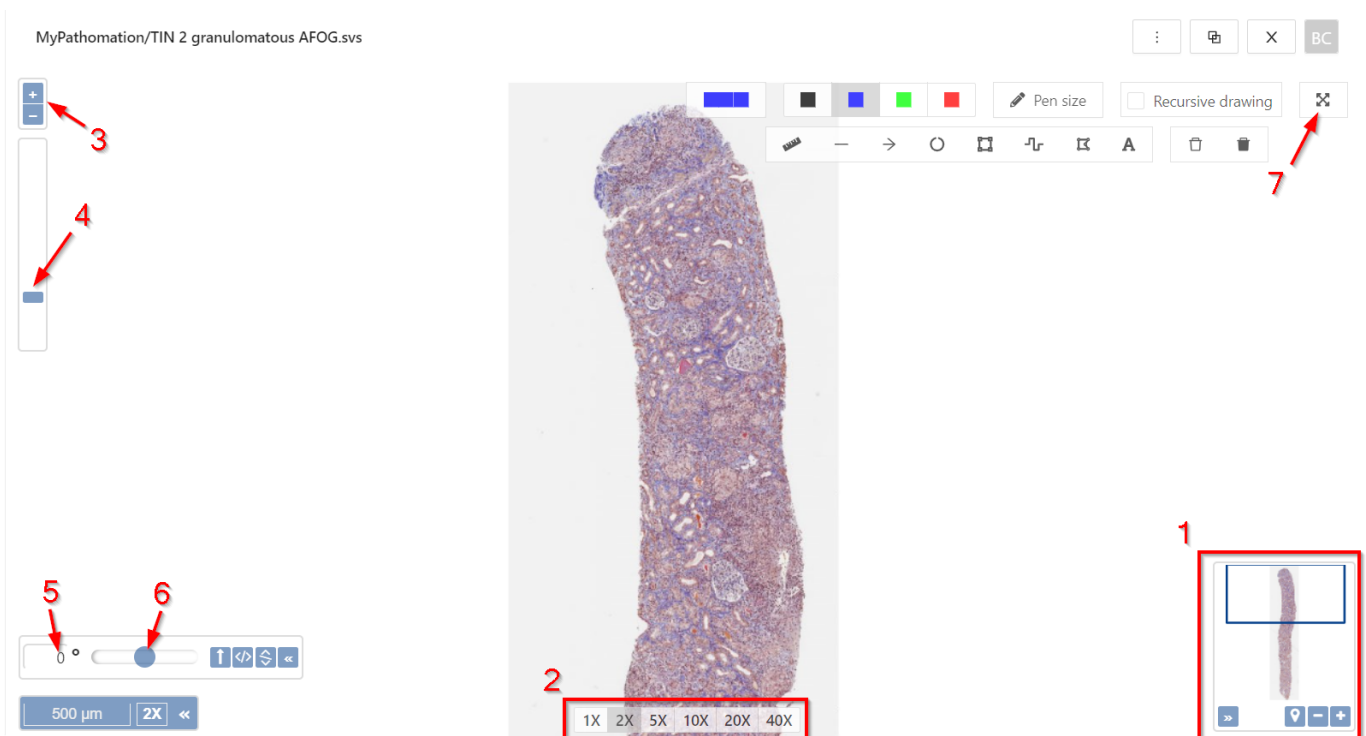 MyPathomation/TIN 2 granulomatous AFOG.svs
BC
Pen size
Recursive drawing
A
3
7
4
1
5
6
0 °
2
500 µm 2X «
1X 2X 5X 10X 20X 40X